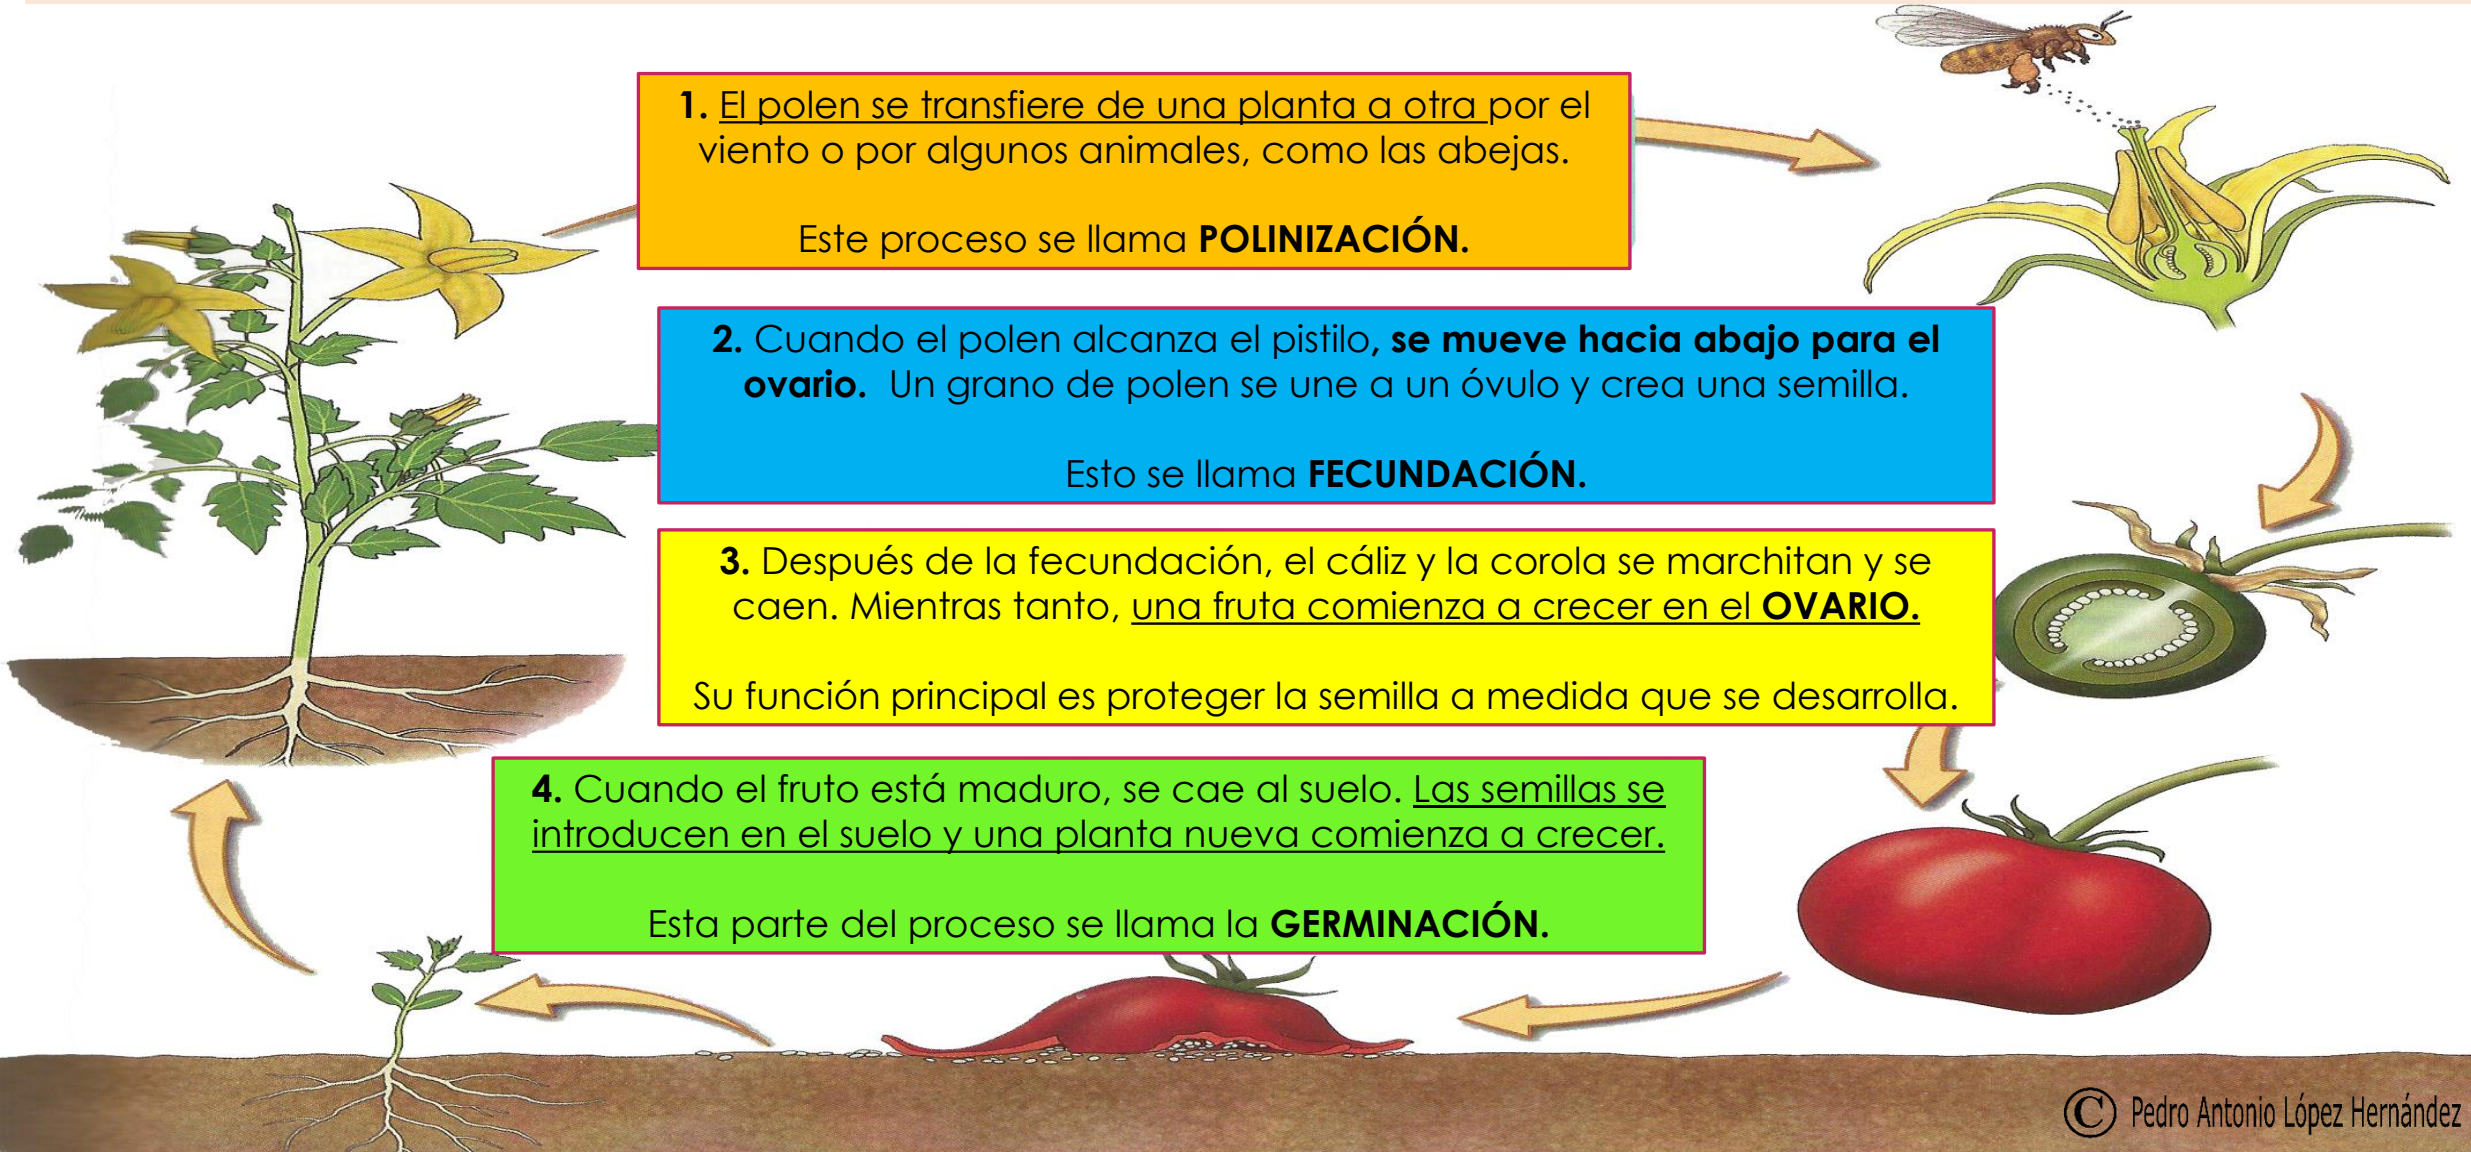 1. El polen se transfiere de una planta a otra por el
viento o por algunos animales, como las abejas.
Este proceso se llama POLINIZACIÓN.
2. Cuando el polen alcanza el pistilo, se mueve hacia abajo para el
ovario. Un grano de polen se une a un óvulo y crea una semilla.
Esto se llama FECUNDACIÓN.
3. Después de la fecundación, el cáliz y la corola se marchitan y se
caen. Mientras tanto, una fruta comienza a crecer en el OVARIO.
Su función principal es proteger la semilla a medida que se desarrolla.
4. Cuando el fruto está maduro, se cae al suelo. Las semillas se
introducen en el suelo y una planta nueva comienza a crecer.
Esta parte del proceso se llama la GERMINACIÓN.
© Pedro Antonio López Hernández